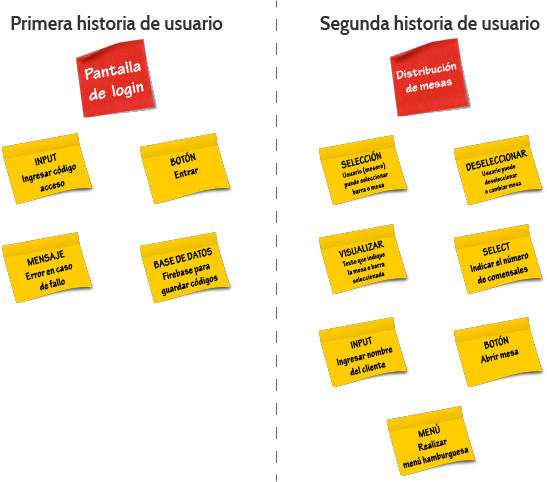 Primera historia de usuario
Pantalla
de login
INPUT
Ingresar código
acceso
BOTÓN
Entrar
MENSAJE
Error en caso
de fallo
BASE DE DATOS
Firebase para
guardar códigos
Segunda historia de usuario
Distribución
de mesas
SELECCIÓN
Usuario (mesero)
puede seleccionar
barra o mesa
DESELECCIONAR
Usuario puede
deseleccionar
o cambiar mesa
VISUALIZAR
Texto que indique
la mesa o barra
seleccionada
SELECT
Indicar el número
de comensales
INPUT
Ingresar nombre
del cliente
BOTÓN
Abrir mesa
MENÚ
Realizar
menú hamburguesa